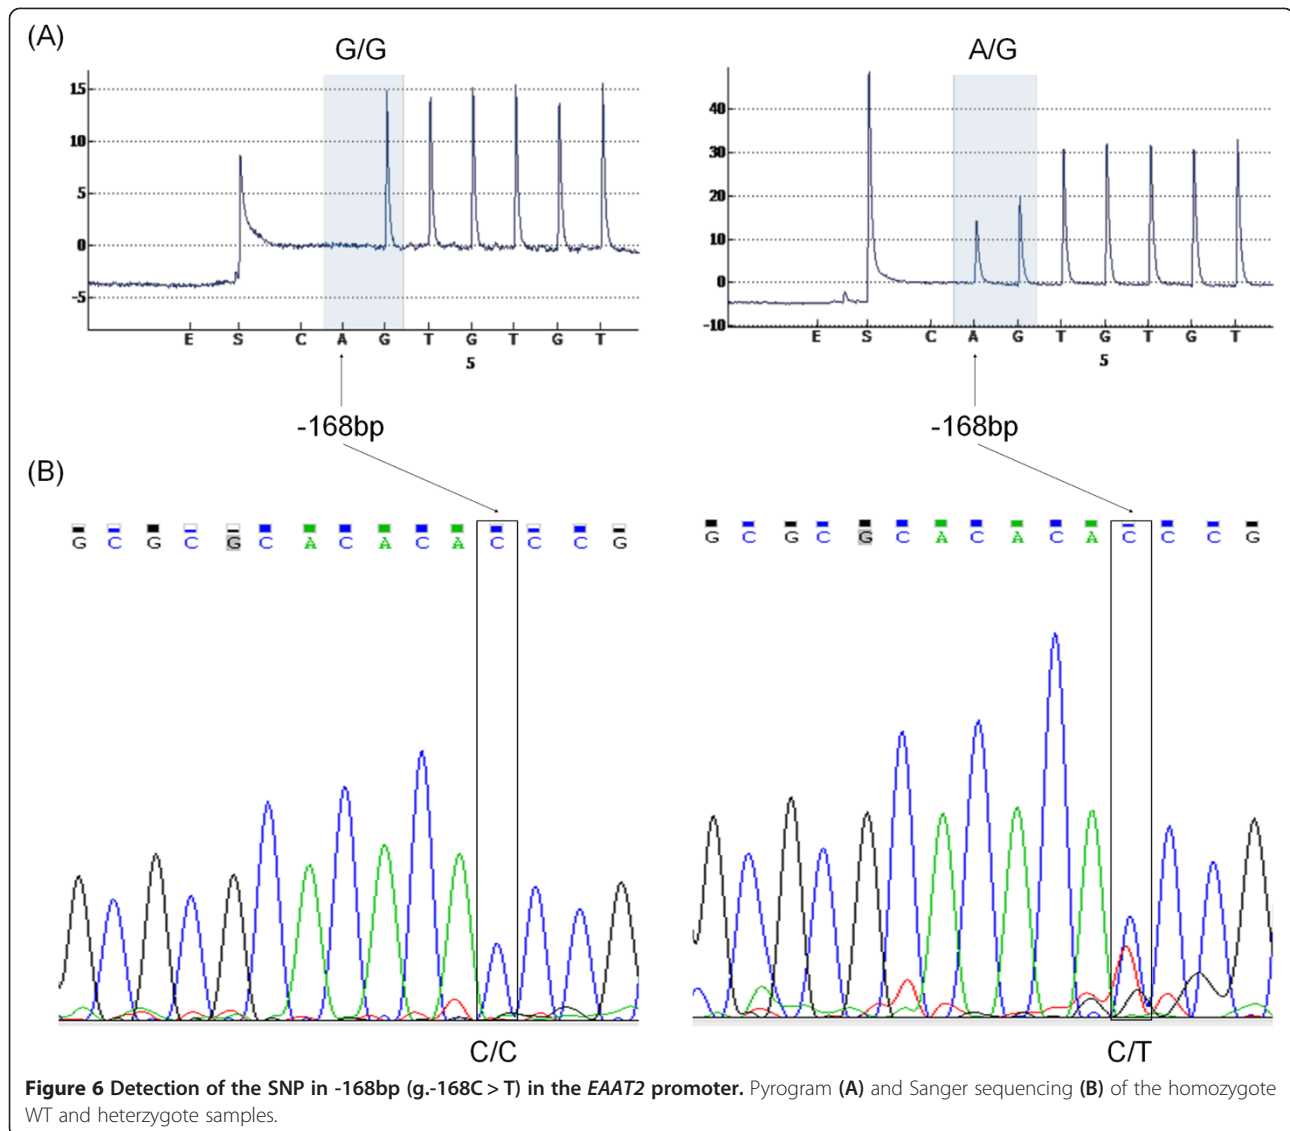 (A)
G/G
A/G
15
10
5
0
-5
E S C A G T G T G T
5
40
30
20
10
0
-10
E S C A G T G T G T
5
-168bp
-168bp
(B)
G C G C G C A C A C A C C C G
G C G C G C A C A C A C C C G
C/C
C/T
Figure 6 Detection of the SNP in -168bp (g.-168C > T) in the EAAT2 promoter. Pyrogram (A) and Sanger sequencing (B) of the homozygote
WT and heterzygote samples.